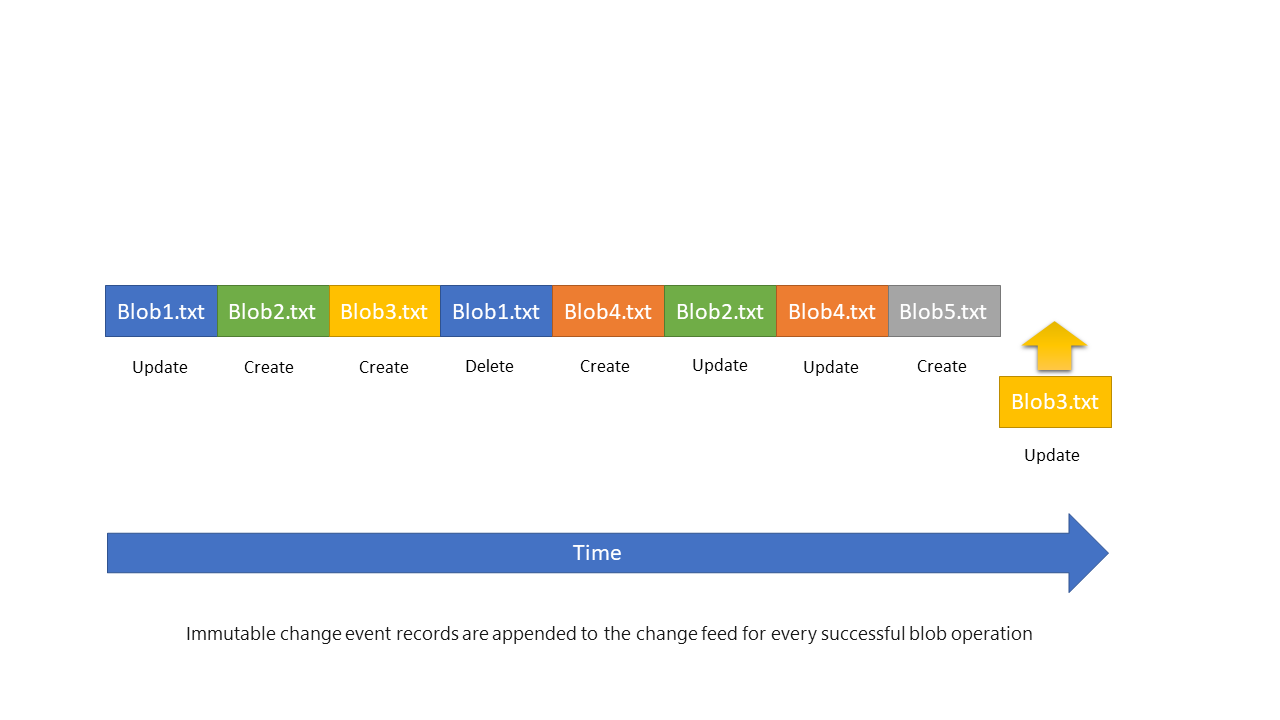 Blob1.txt Blob2.txt Blob3.txt Blob1.txt Blob4.txt Blob2.txt Blob4.txt Blob5.txt
Update Create Create Delete Create Update Update Create
Blob3.txt
Update
Time
Immutable change event records are appended to the change feed for every successful blob operation